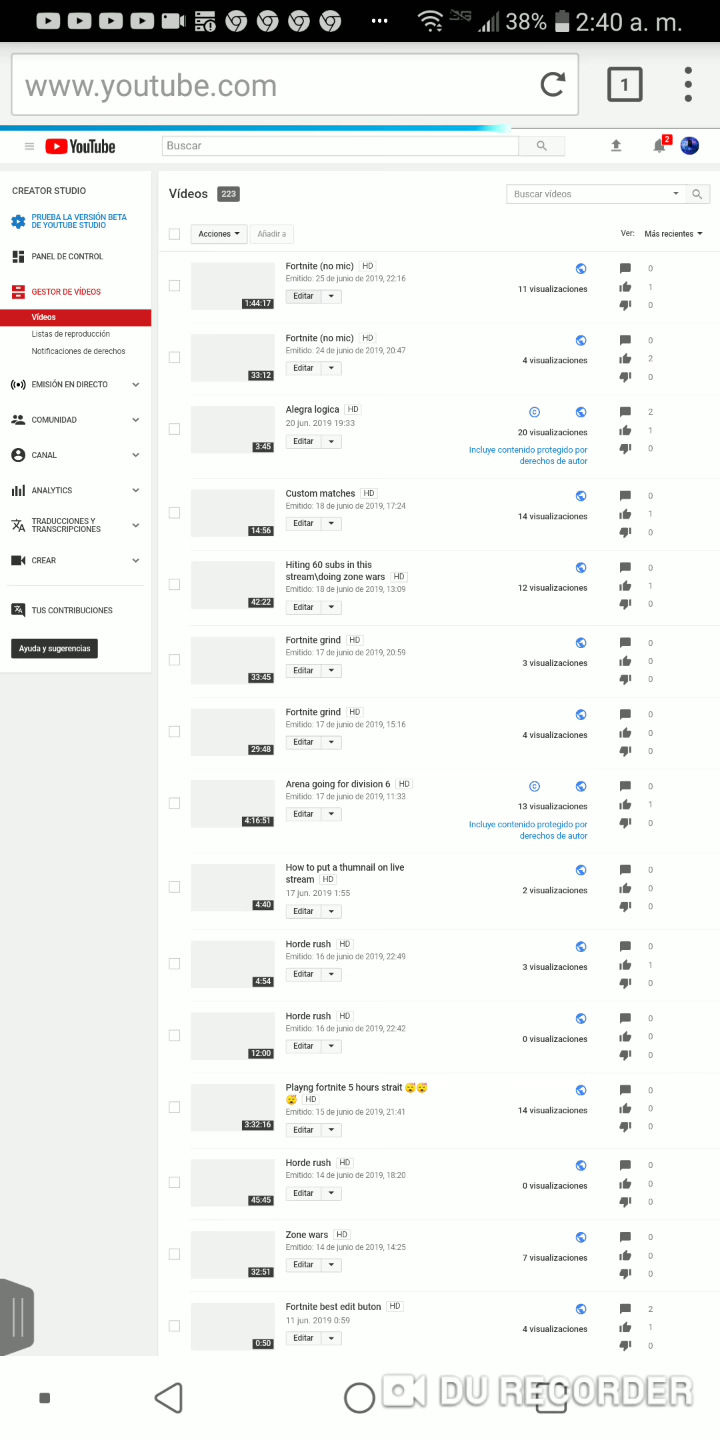 3G 38% 2:40 a. m.
www.youtube.com 1
YouTube Buscar 2
CREATOR STUDIO
PRUEBA LA VERSIÓN BETA
DE YOUTUBE STUDIO
PANEL DE CONTROL
GESTOR DE VÍDEOS
Vídeos
Listas de reproducción
Notificaciones de derechos
EMISIÓN EN DIRECTO
COMUNIDAD
CANAL
ANALYTICS
TRADUCCIONES Y
TRANSCRIPCIONES
CREAR
TUS CONTRIBUCIONES
Ayuda y sugerencias
Vídeos 223 Buscar vídeos
Acciones Añadir a Ver: Más recientes
Fortnite (no mic) HD 0
Emitido: 25 de junio de 2019, 22:16
11 visualizaciones 1
Editar
1:44:17 0
Fortnite (no mic) HD 0
Emitido: 24 de junio de 2019, 20:47
4 visualizaciones 2
Editar
33:12 0
Alegra logica HD © 2
20 jun. 2019 19:33
20 visualizaciones 1
Editar
3:45 Incluye contenido protegido por 0
derechos de autor
Custom matches HD 0
Emitido: 18 de junio de 2019, 17:24
14 visualizaciones 1
Editar
14:56 0
Hiting 60 subs in this 0
stream\doing zone wars HD
Emitido: 18 de junio de 2019, 13:09
12 visualizaciones 1
42:22 0
Editar
Fortnite grind HD 0
Emitido: 17 de junio de 2019, 20:59
3 visualizaciones 0
Editar
33:45 0
Fortnite grind HD 0
Emitido: 17 de junio de 2019, 15:16
4 visualizaciones 0
Editar
29:48 0
Arena going for division 6 HD © 0
Emitido: 17 de junio de 2019, 11:33
13 visualizaciones 1
Editar
4:16:51 Incluye contenido protegido por 0
derechos de autor
How to put a thumnail on live 0
stream HD
17 jun. 2019 1:55
2 visualizaciones 0
4:40 0
Editar
Horde rush HD 0
Emitido: 16 de junio de 2019, 22:49
3 visualizaciones 1
Editar
4:54 0
Horde rush HD 0
Emitido: 16 de junio de 2019, 22:42
0 visualizaciones 0
Editar
12:00 0
Playng fortnite 5 hours strait 😴😴 0
😴 HD
Emitido: 15 de junio de 2019, 21:41
14 visualizaciones 0
3:32:16 0
Editar
Horde rush HD 0
Emitido: 14 de junio de 2019, 18:20
0 visualizaciones 0
Editar
45:45 0
Zone wars HD 0
Emitido: 14 de junio de 2019, 14:25
7 visualizaciones 0
Editar
32:51 0
Fortnite best edit buton HD 2
11 jun. 2019 0:59
4 visualizaciones 1
Editar
0:50 0
DU RECORDER